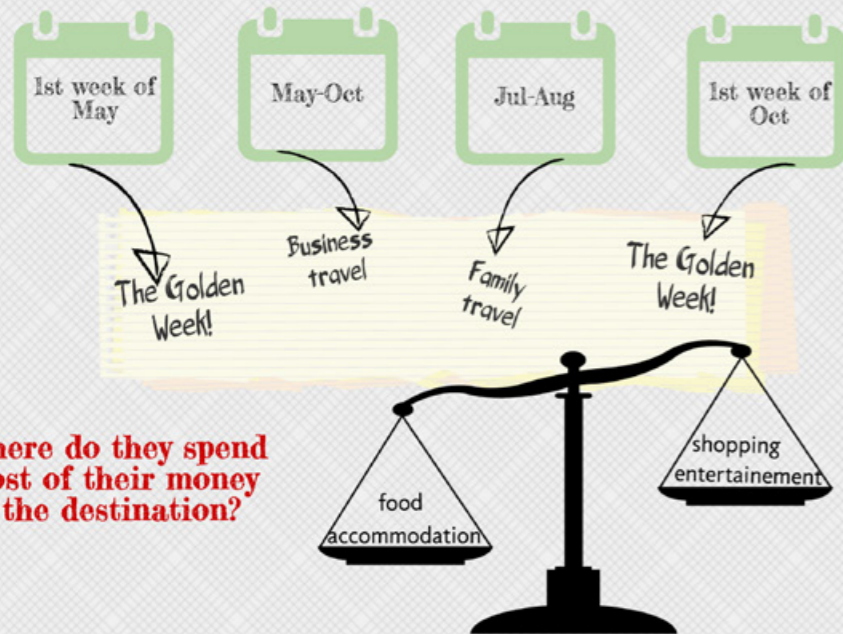 1st week of
May
May-Oct
Jul-Aug
1st week of
Oct
The Golden
Week!
Business
travel
Family
travel
The Golden
Week!
here do they spend
ost of their money
the destination?
food
accommodation
shopping
entertainement